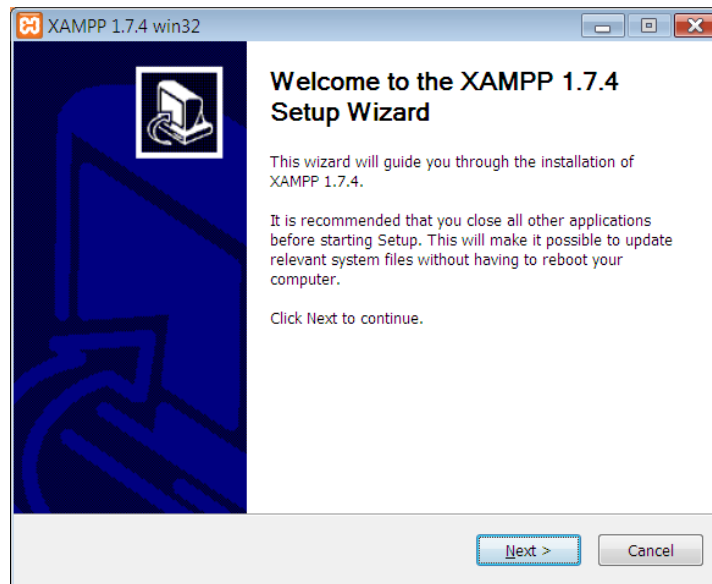 XAMPP 1.7.4 win32
Welcome to the XAMPP 1.7.4
Setup Wizard
This wizard will guide you through the installation of
XAMPP 1.7.4.
It is recommended that you close all other applications
before starting Setup. This will make it possible to update
relevant system files without having to reboot your
computer.
Click Next to continue.
Next >
Cancel